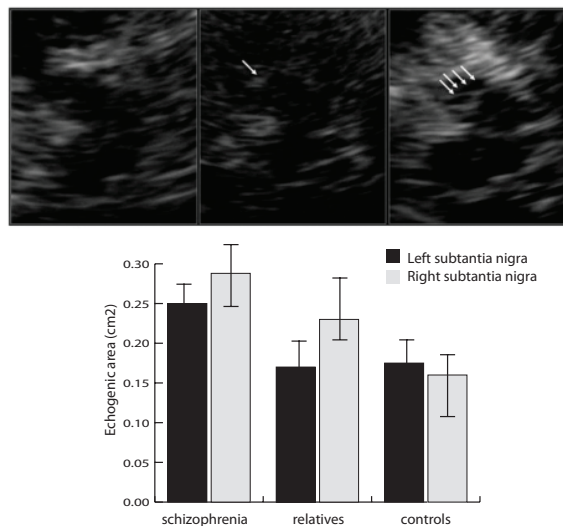 Left subtantia nigra
Right subtantia nigra
Echogenic area (cm2)
0.30
0.25
0.20
0.15
0.10
0.05
0.00
schizophrenia relatives controls